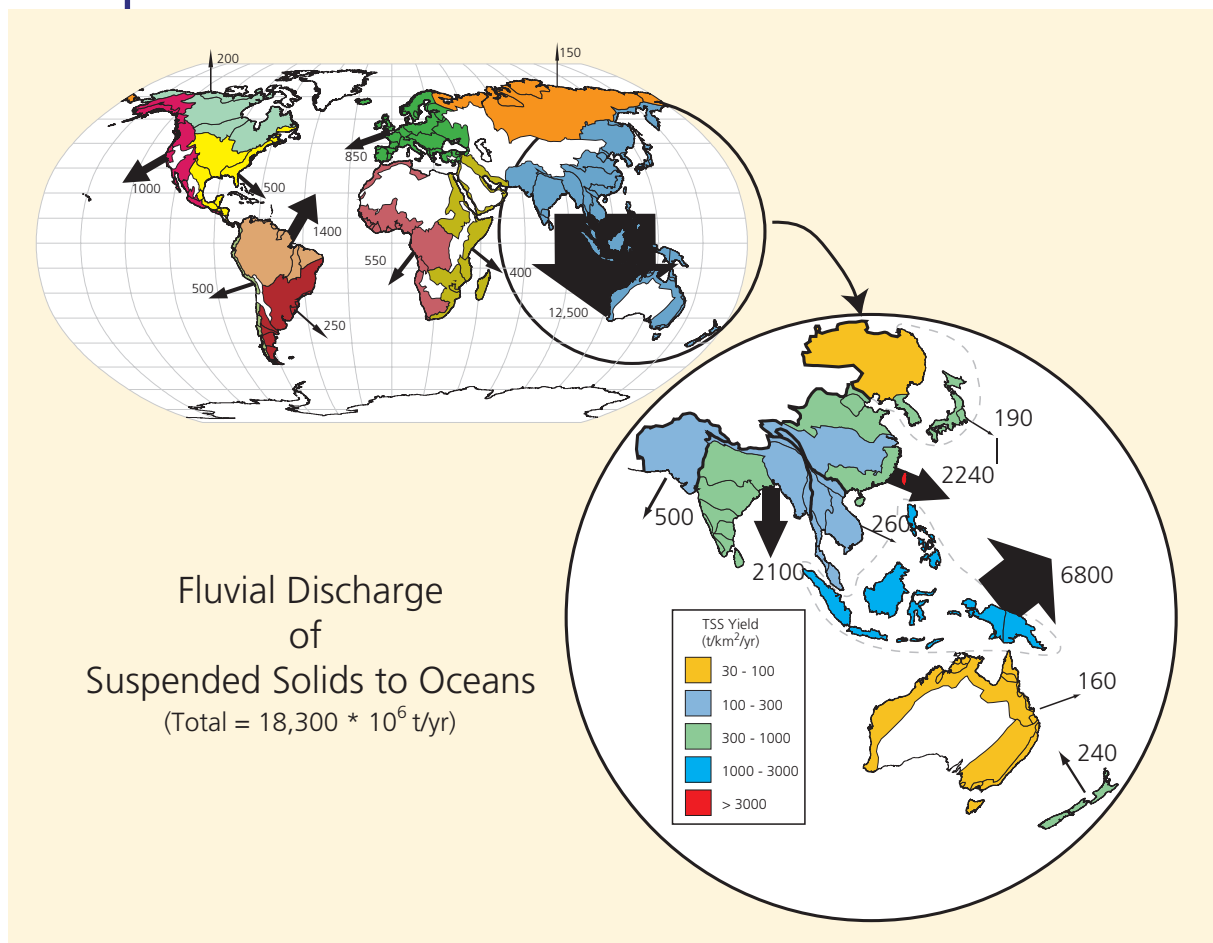 200
150
850
1000
500
1400
550
400
500
250
12,500
190
2240
500
260
2100
6800
160
240
TSS Yield
(t/km²/yr)
30 - 100
100 - 300
300 - 1000
1000 - 3000
> 3000
Fluvial Discharge
of
Suspended Solids to Oceans
(Total = 18,300 * 10⁶ t/yr)